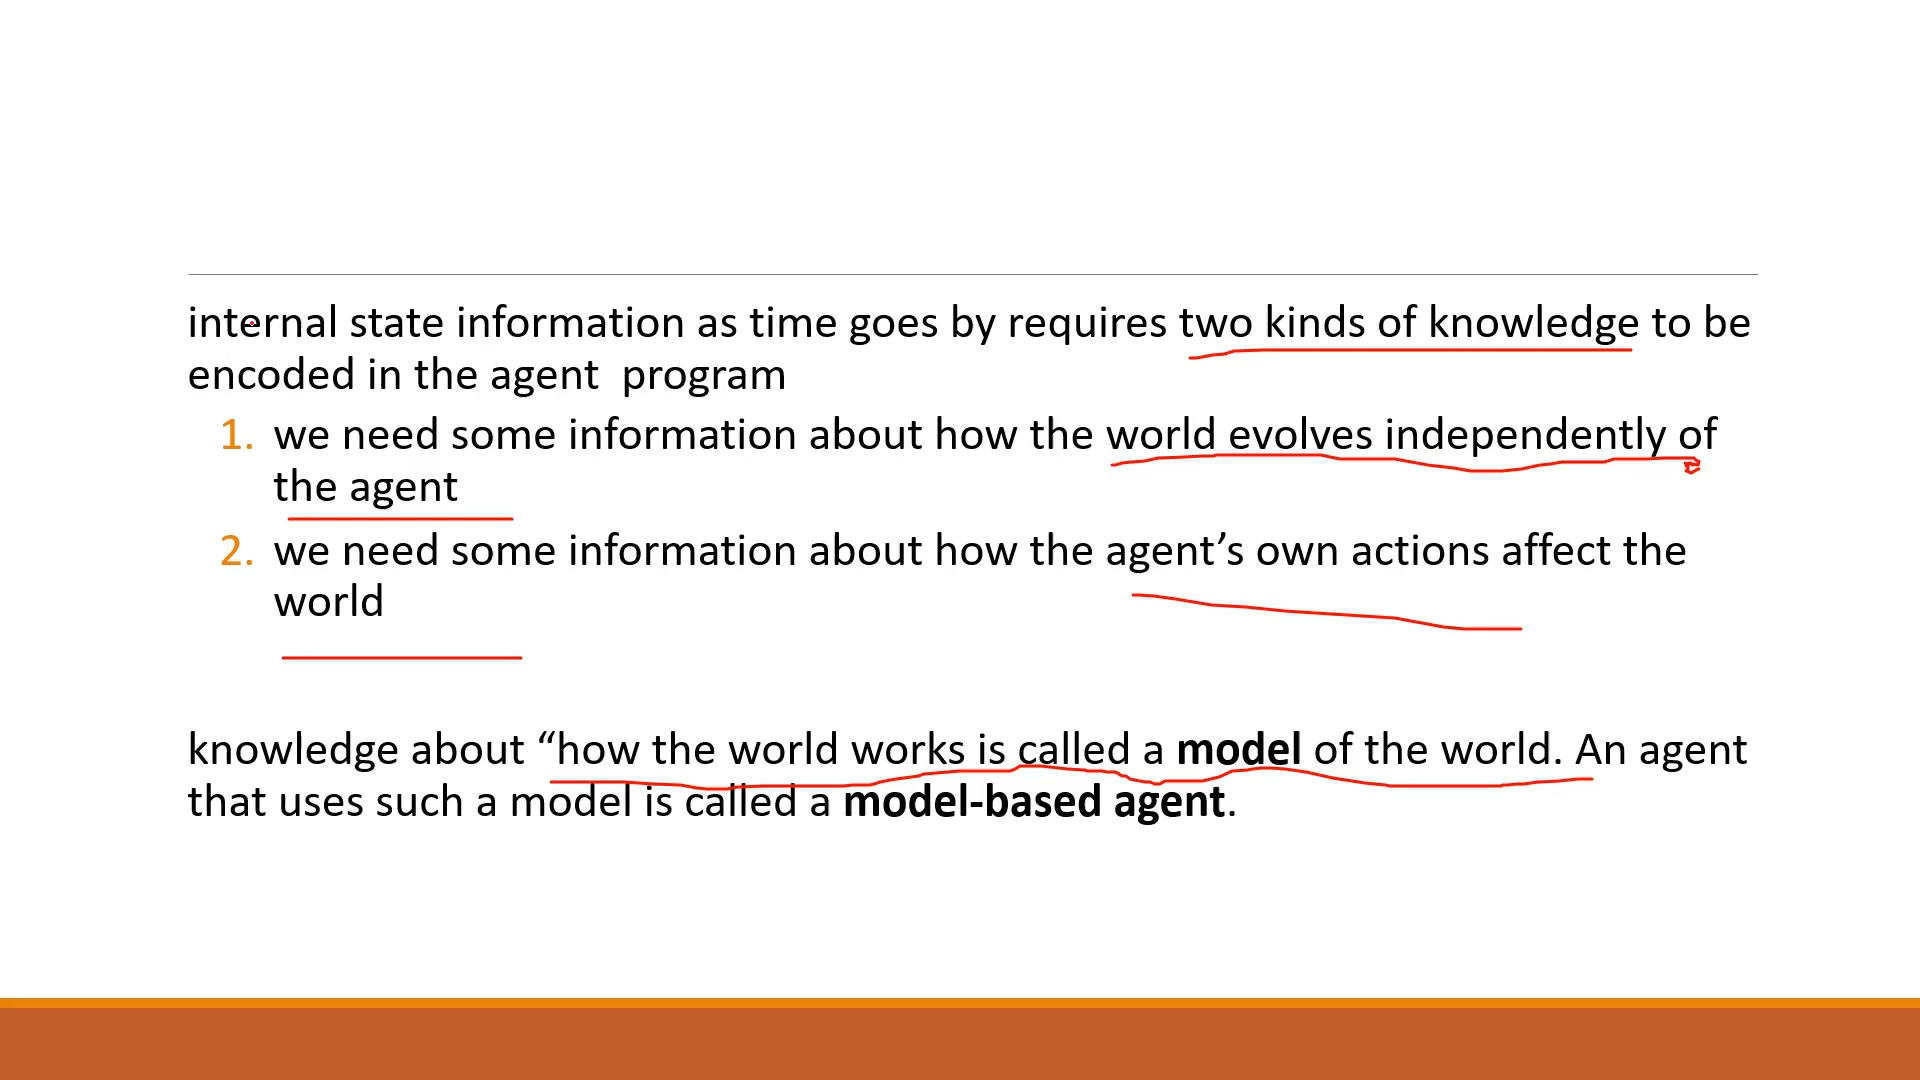 internal state information as time goes by requires two kinds of knowledge to be
encoded in the agent  program
1. we need some information about how the world evolves independently of
the agent
2. we need some information about how the agent’s own actions affect the
world
knowledge about “how the world works is called a model of the world. An agent
that uses such a model is called a model-based agent.